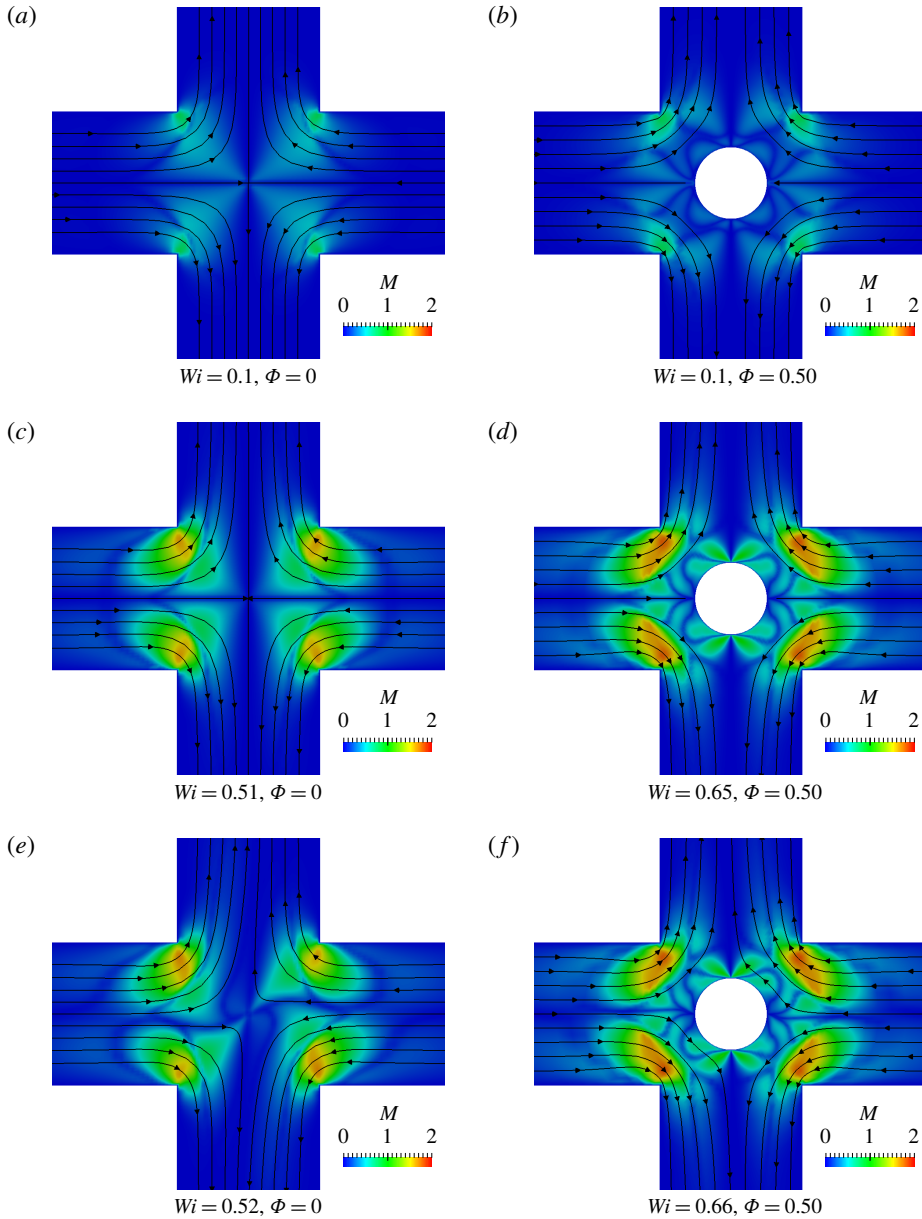 (a)
(b)
M
0 1 2
M
0 1 2
Wi = 0.1, Φ = 0
Wi = 0.1, Φ = 0.50
(c)
(d)
M
0 1 2
M
0 1 2
Wi = 0.51, Φ = 0
Wi = 0.65, Φ = 0.50
(e)
(f)
M
0 1 2
M
0 1 2
Wi = 0.52, Φ = 0
Wi = 0.66, Φ = 0.50